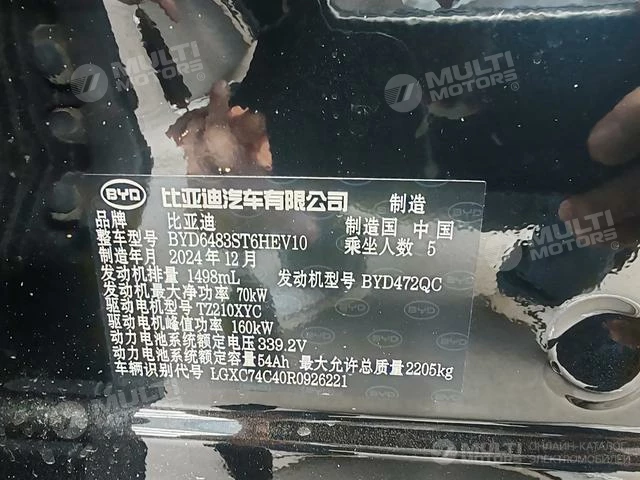 MULTI MOTORS
MULTI MOTORS
BYD 比亚迪汽车有限公司 制造
品牌 比亚迪 制造国 中国
整车型号 BYD6483ST6HEV10 乘坐人数 5
制造年月 2024年12月
发动机排量 1498mL 发动机型号 BYD472QC
发动机最大净功率 70kW
驱动电机型号 TZ210XYC
驱动电机峰值功率 160kW
动力电池系统额定电压 339.2V
动力电池系统额定容量 54Ah 最大允许总质量 2205kg
车辆识别代号 LGXC74C40R0926221
MULTI MOTORS
MULTI MOTORS
ОНЛАЙН-КАТАЛОГ
ЭЛЕКТРОМОБИЛЕЙ